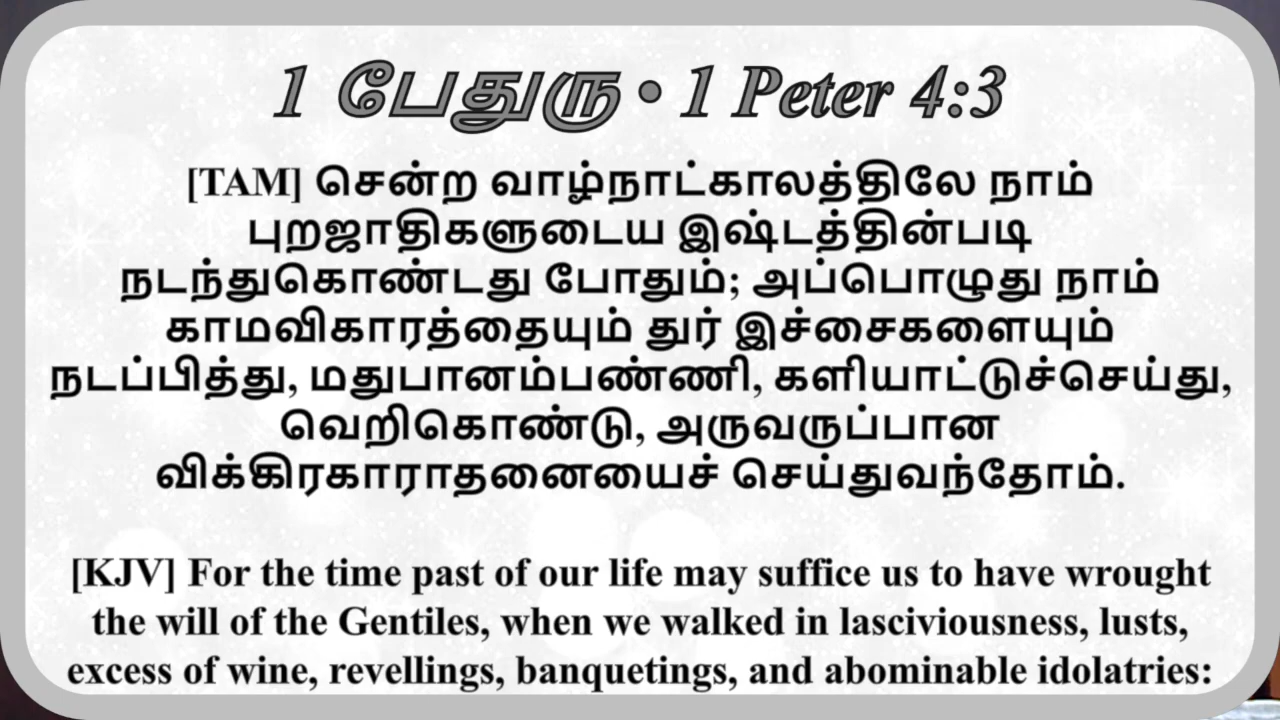 1 பேதுரு • 1 Peter 4:3
[TAM] சென்ற வாழ்நாட்காலத்திலே நாம்
புறஜாதிகளுடைய இஷ்டத்தின்படி
நடந்துகொண்டது போதும்; அப்பொழுது நாம்
காமவிகாரத்தையும் துர் இச்சைகளையும்
நடப்பித்து, மதுபானம்பண்ணி, களியாட்டுச்செய்து,
வெறிகொண்டு, அருவருப்பான
விக்கிரகாராதனையைச் செய்துவந்தோம்.
[KJV] For the time past of our life may suffice us to have wrought
the will of the Gentiles, when we walked in lasciviousness, lusts,
excess of wine, revellings, banquetings, and abominable idolatries: